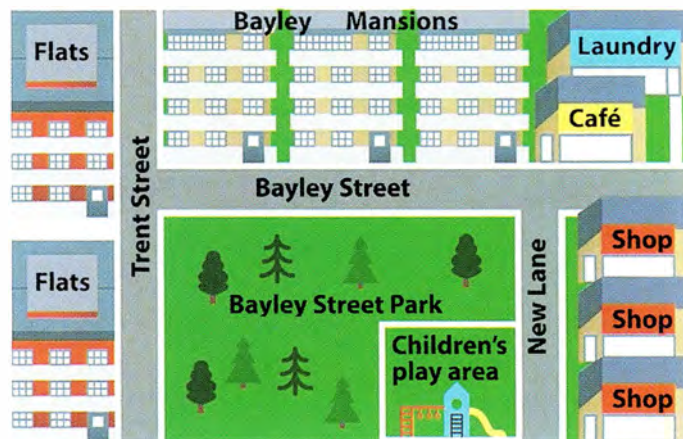 Bayley Mansions
Flats
Laundry
Café
Bayley Street
Trent Street
Shop
Flats
Bayley Street Park
New Lane
Shop
Children's
play area
Shop